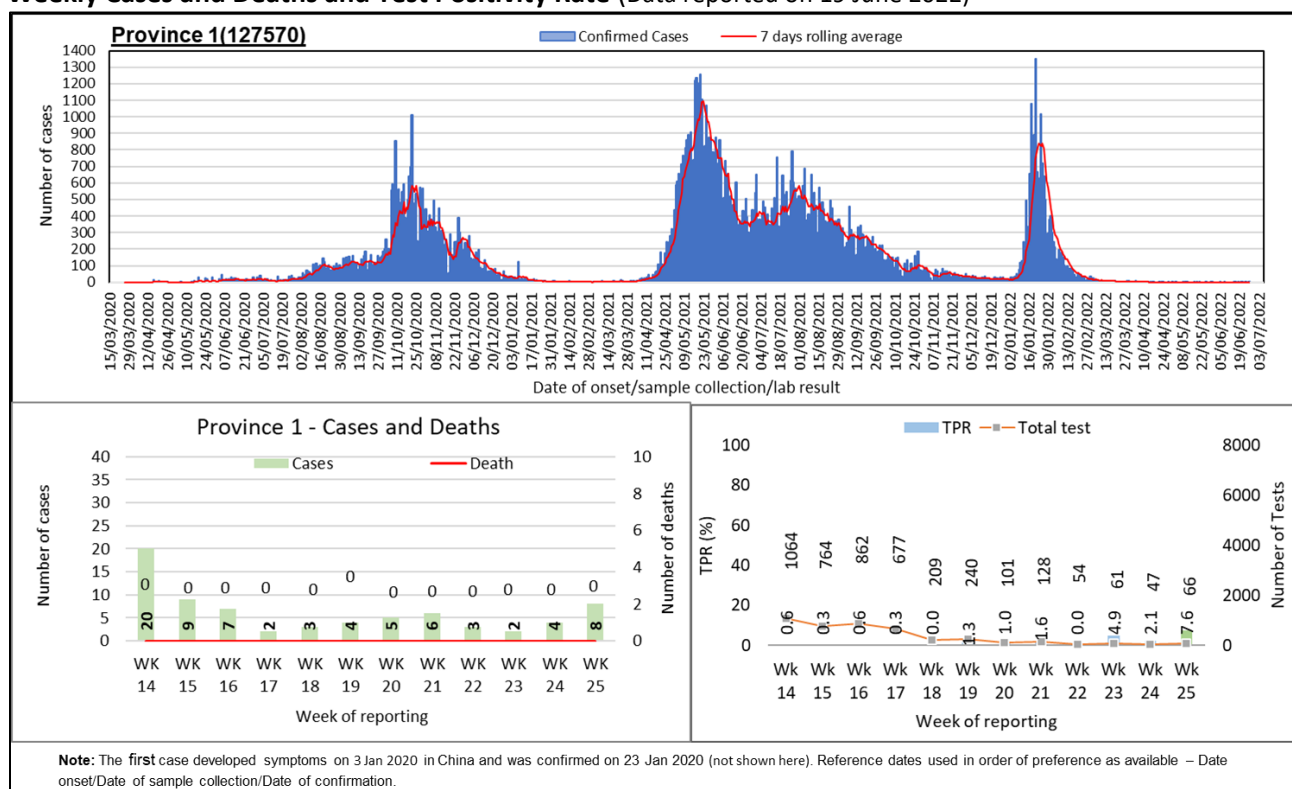 Weekly Cases and Deaths and Test Positivity Rate (Data reported on 19 June 2022)
Province 1(127570)
Confirmed Cases 7 days rolling average
Number of cases
1400
1300
1200
1100
1000
900
800
700
600
500
400
300
200
100
0
15/03/2020 29/03/2020 12/04/2020 26/04/2020 10/05/2020 24/05/2020 07/06/2020 21/06/2020 05/07/2020 19/07/2020 02/08/2020 16/08/2020 30/08/2020 13/09/2020 27/09/2020 11/10/2020 25/10/2020 08/11/2020 22/11/2020 06/12/2020 20/12/2020 03/01/2021 17/01/2021 31/01/2021 14/02/2021 28/02/2021 14/03/2021 28/03/2021 11/04/2021 25/04/2021 09/05/2021 23/05/2021 06/06/2021 20/06/2021 04/07/2021 18/07/2021 01/08/2021 15/08/2021 29/08/2021 12/09/2021 26/09/2021 10/10/2021 24/10/2021 07/11/2021 21/11/2021 05/12/2021 19/12/2021 02/01/2022 16/01/2022 30/01/2022 13/02/2022 27/02/2022 13/03/2022 27/03/2022 10/04/2022 24/04/2022 08/05/2022 22/05/2022 05/06/2022 19/06/2022 03/07/2022
Date of onset/sample collection/lab result
Province 1 - Cases and Deaths
Cases Death
Number of cases
40
35
30
25
20
15
10
5
0
Number of deaths
10
8
6
4
2
0
0 0 0 0 0 0 0 0 0 0 0 0
20 9 7 2 3 4 5 6 3 2 4 8
WK WK WK WK WK WK WK WK WK WK WK WK
14 15 16 17 18 19 20 21 22 23 24 25
Week of reporting
TPR Total test
TPR (%)
100
80
60
40
20
0
Number of Tests
8000
6000
4000
2000
0
1064 764 862 677 209 240 101 128 54 61 47 66
0.6 0.3 0.6 0.3 0.0 1.3 1.0 1.6 0.0 4.9 2.1 7.6
Wk Wk Wk Wk Wk Wk Wk Wk Wk Wk Wk Wk
14 15 16 17 18 19 20 21 22 23 24 25
Week of reporting
Note: The first case developed symptoms on 3 Jan 2020 in China and was confirmed on 23 Jan 2020 (not shown here). Reference dates used in order of preference as available – Date
onset/Date of sample collection/Date of confirmation.